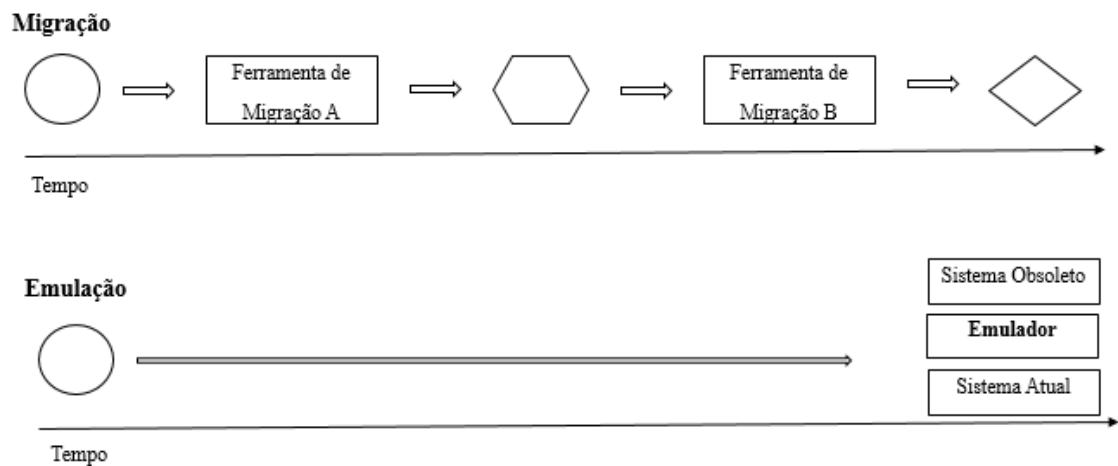 Migração
Ferramenta de
Migração A
Ferramenta de
Migração B
Tempo
Emulação
Sistema Obsoleto
Emulador
Sistema Atual
Tempo